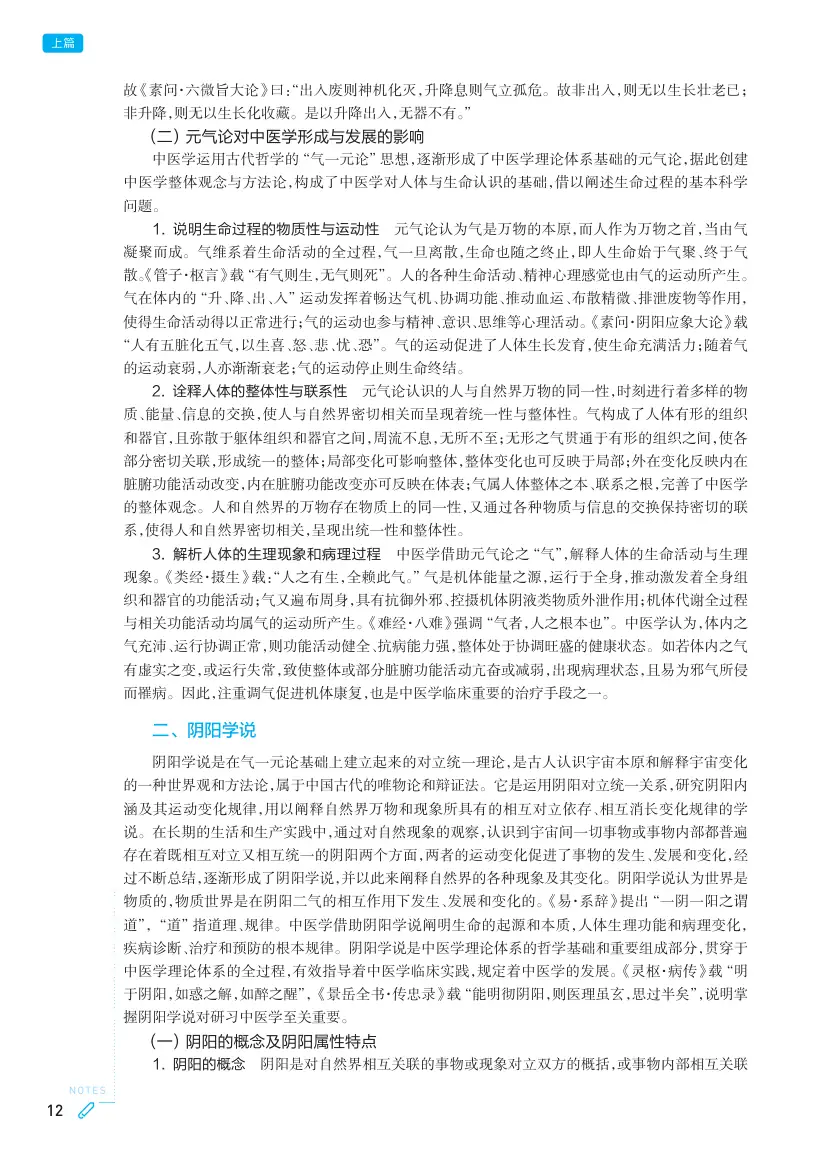 上篇
故《素问·六微旨大论》曰：“出入废则神机化灭，升降息则气立孤危。故非出入，则无以生长壮老已；
非升降，则无以生长化收藏。是以升降出入，无器不有。”
（二）元气论对中医学形成与发展的影响
中医学运用古代哲学的“气一元论”思想，逐渐形成了中医学理论体系基础的元气论，据此创建
中医学整体观念与方法论，构成了中医学对人体与生命认识的基础，借以阐述生命过程的基本科学
问题。
1. 说明生命过程的物质性与运动性　元气论认为气是万物的本原，而人作为万物之首，当由气
凝聚而成。气维系着生命活动的全过程，气一旦离散，生命也随之终止，即人生命始于气聚、终于气
散。《管子·枢言》载“有气则生，无气则死”。人的各种生命活动、精神心理感觉也由气的运动所产生。
气在体内的“升、降、出、入”运动发挥着畅达气机、协调功能、推动血运、布散精微、排泄废物等作用，
使得生命活动得以正常进行；气的运动也参与精神、意识、思维等心理活动。《素问·阴阳应象大论》载
“人有五脏化五气，以生喜、怒、悲、忧、恐”。气的运动促进了人体生长发育，使生命充满活力；随着气
的运动衰弱，人亦渐渐衰老；气的运动停止则生命终结。
2. 诠释人体的整体性与联系性　元气论认识的人与自然界万物的同一性，时刻进行着多样的物
质、能量、信息的交换，使人与自然界密切相关而呈现着统一性与整体性。气构成了人体有形的组织
和器官，且弥散于躯体组织和器官之间，周流不息，无所不至；无形之气贯通于有形的组织之间，使各
部分密切关联，形成统一的整体；局部变化可影响整体，整体变化也可反映于局部；外在变化反映内在
脏腑功能活动改变，内在脏腑功能改变亦可反映在体表；气属人体整体之本、联系之根，完善了中医学
的整体观念。人和自然界的万物存在物质上的同一性，又通过各种物质与信息的交换保持密切的联
系，使得人和自然界密切相关，呈现出统一性和整体性。
3. 解析人体的生理现象和病理过程　中医学借助元气论之“气”，解释人体的生命活动与生理
现象。《类经·摄生》载：“人之有生，全赖此气。”气是机体能量之源，运行于全身，推动激发着全身组
织和器官的功能活动；气又遍布周身，具有抗御外邪、控摄机体阴液类物质外泄作用；机体代谢全过程
与相关功能活动均属气的运动所产生。《难经·八难》强调“气者，人之根本也”。中医学认为，体内之
气充沛、运行协调正常，则功能活动健全、抗病能力强，整体处于协调旺盛的健康状态。如若体内之气
有虚实之变，或运行失常，致使整体或部分脏腑功能活动亢奋或减弱，出现病理状态，且易为邪气所侵
而罹病。因此，注重调气促进机体康复，也是中医学临床重要的治疗手段之一。
二、阴阳学说
阴阳学说是在气一元论基础上建立起来的对立统一理论，是古人认识宇宙本原和解释宇宙变化
的一种世界观和方法论，属于中国古代的唯物论和辩证法。它是运用阴阳对立统一关系，研究阴阳内
涵及其运动变化规律，用以阐释自然界万物和现象所具有的相互对立依存、相互消长变化规律的学
说。在长期的生活和生产实践中，通过对自然现象的观察，认识到宇宙间一切事物或事物内部都普遍
存在着既相互对立又相互统一的阴阳两个方面，两者的运动变化促进了事物的发生、发展和变化，经
过不断总结，逐渐形成了阴阳学说，并以此来阐释自然界的各种现象及其变化。阴阳学说认为世界是
物质的，物质世界是在阴阳二气的相互作用下发生、发展和变化的。《易·系辞》提出“一阴一阳之谓
道”，“道”指道理、规律。中医学借助阴阳学说阐明生命的起源和本质，人体生理功能和病理变化，
疾病诊断、治疗和预防的根本规律。阴阳学说是中医学理论体系的哲学基础和重要组成部分，贯穿于
中医学理论体系的全过程，有效指导着中医学临床实践，规定着中医学的发展。《灵枢·病传》载“明
于阴阳，如惑之解，如醉之醒”，《景岳全书·传忠录》载“能明彻阴阳，则医理虽玄，思过半矣”，说明掌
握阴阳学说对研习中医学至关重要。
（一）阴阳的概念及阴阳属性特点
1. 阴阳的概念　阴阳是对自然界相互关联的事物或现象对立双方的概括，或事物内部相互关联
NOTES
12